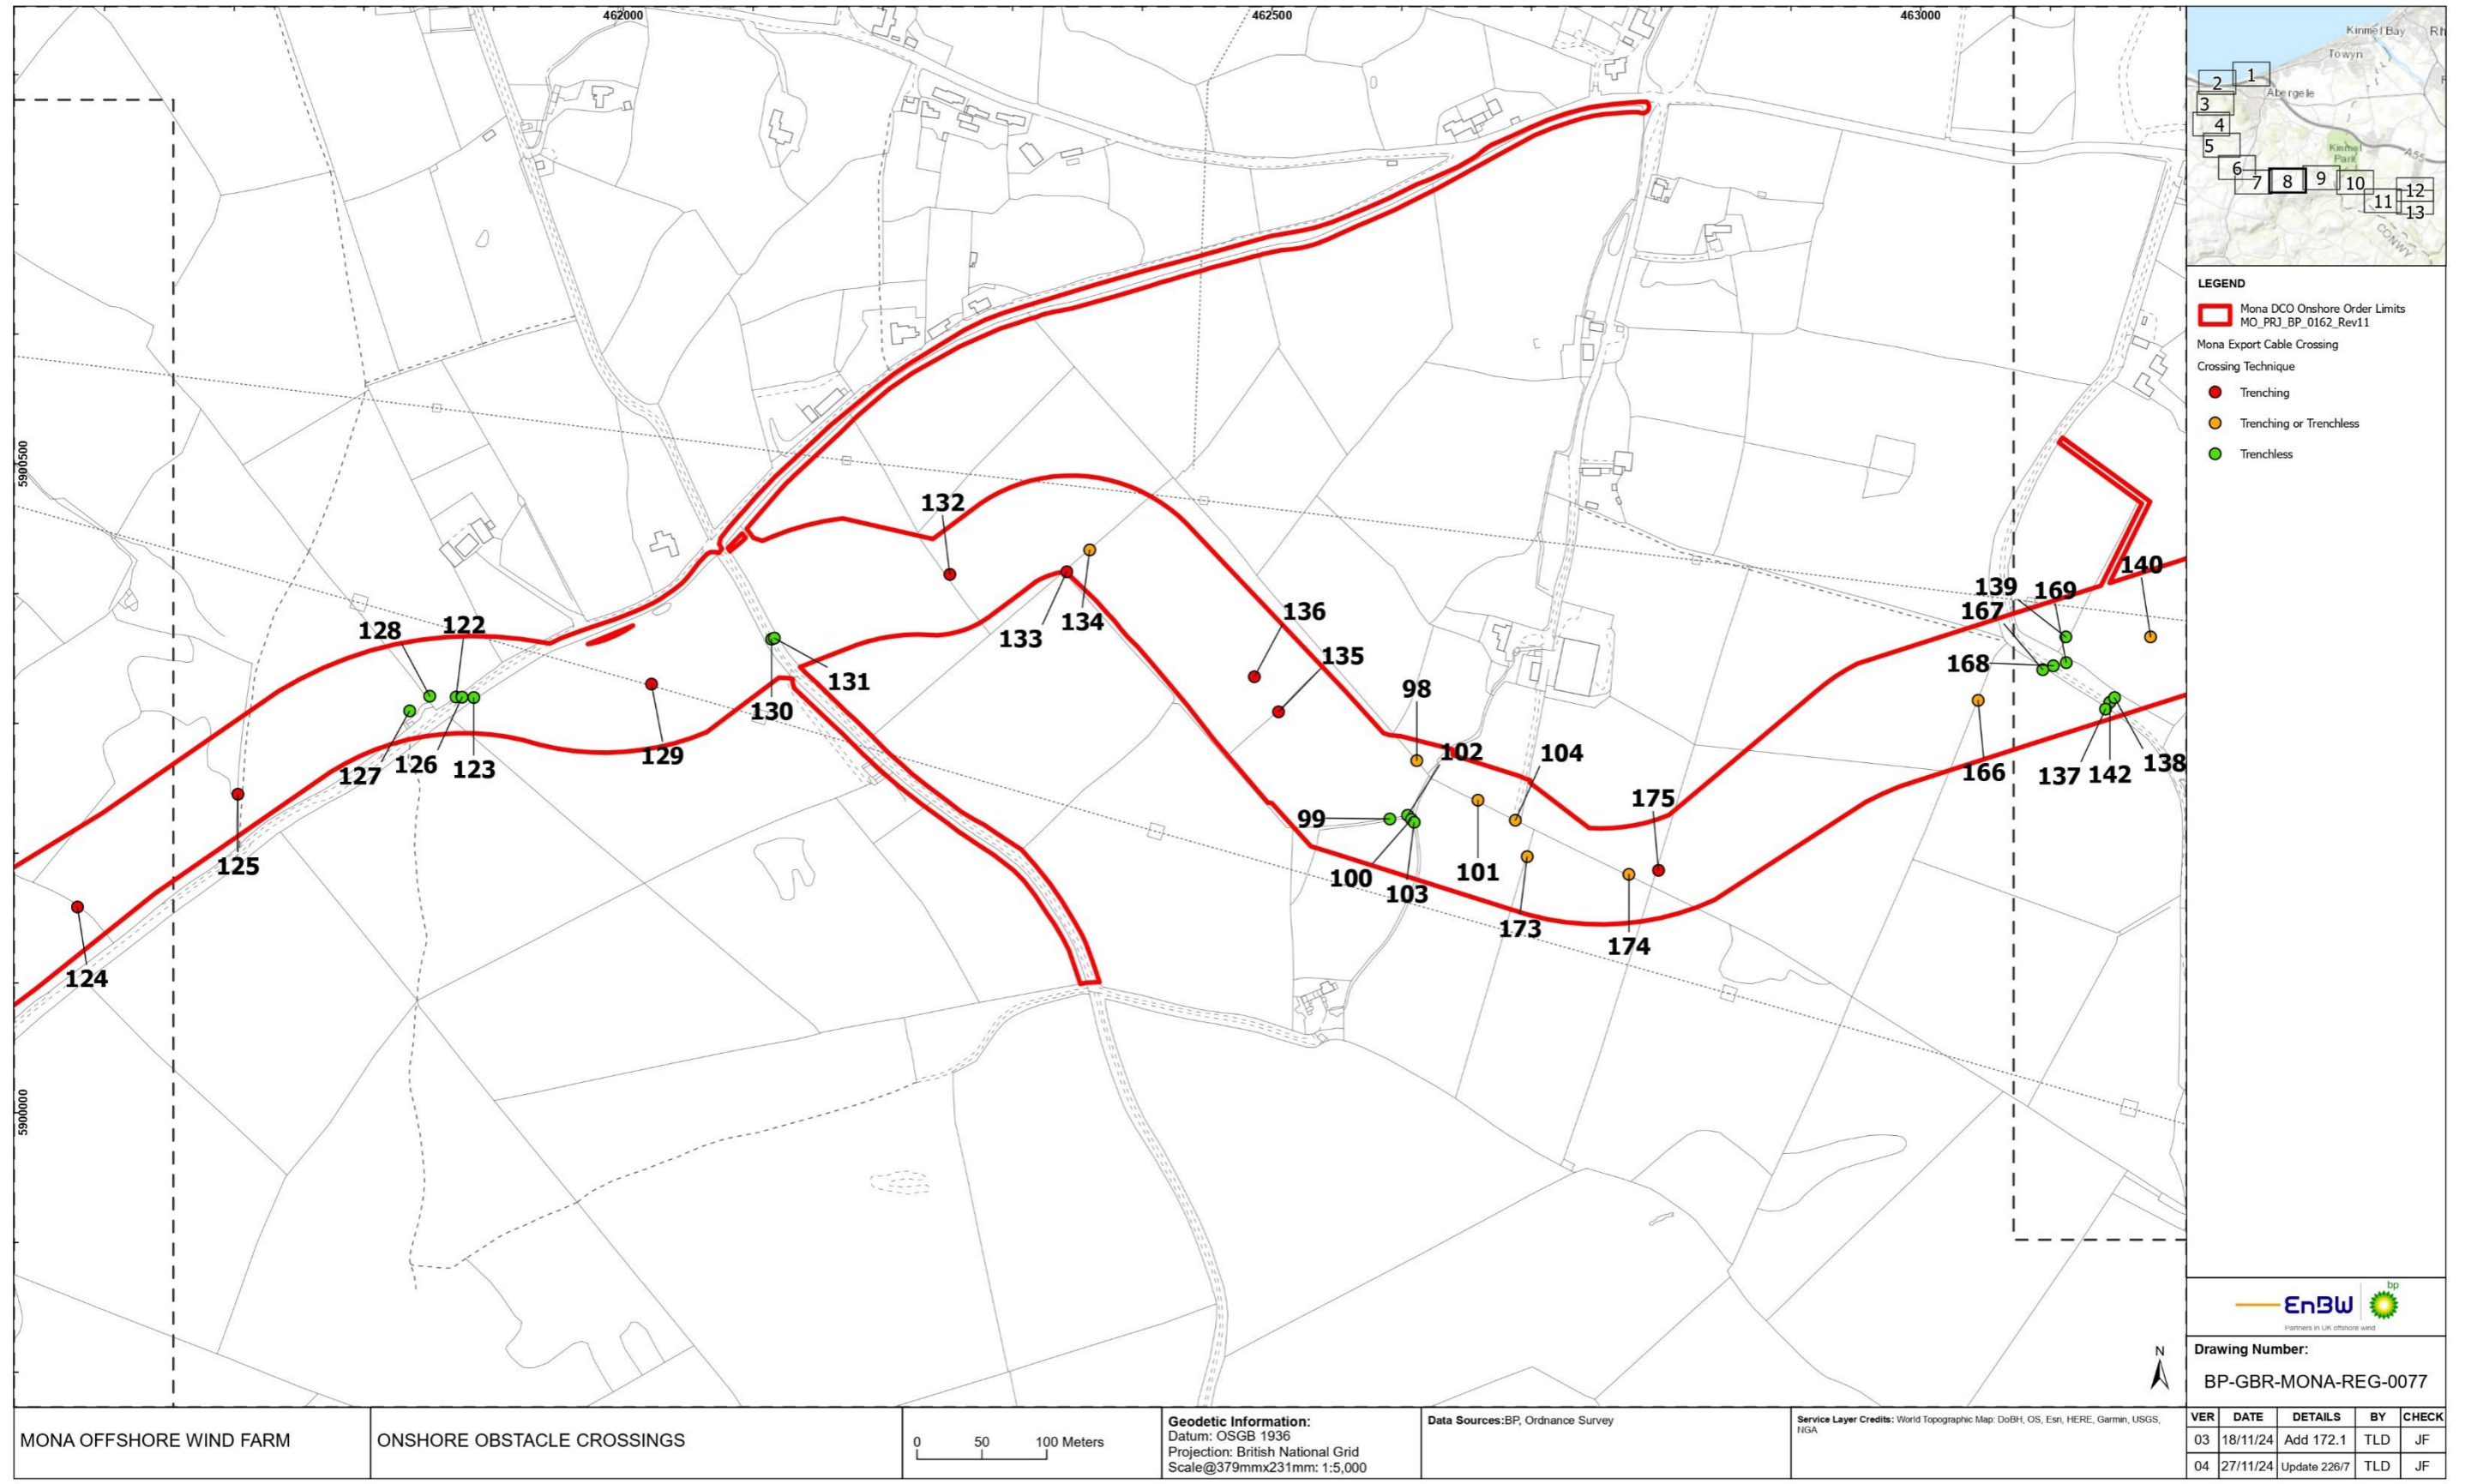 462000
462500
463000
5900500
5900000
132
136
135
133
134
128
122
131
130
98
127
126
123
129
102
104
175
99
100
103
101
173
174
125
124
139
169
140
167
168
166
137
142
138
Kinmel Bay
Rh
Towyn
Abergele
Kinmel
Park
A55
CONWY
1
2
3
4
5
6
7
8
9
10
11
12
13
LEGEND
Mona DCO Onshore Order Limits
MO_PRJ_BP_0162_Rev11
Mona Export Cable Crossing
Crossing Technique
Trenching
Trenching or Trenchless
Trenchless
N
EnBW
bp
Partners in UK offshore wind
Drawing Number:
BP-GBR-MONA-REG-0077
MONA OFFSHORE WIND FARM
ONSHORE OBSTACLE CROSSINGS
0 50 100 Meters
Geodetic Information:
Datum: OSGB 1936
Projection: British National Grid
Scale@379mmx231mm: 1:5,000
Data Sources:BP, Ordnance Survey
Service Layer Credits: World Topographic Map: DoBH, OS, Esri, HERE, Garmin, USGS,
NGA
VER DATE DETAILS BY CHECK
03 18/11/24 Add 172.1 TLD JF
04 27/11/24 Update 226/7 TLD JF